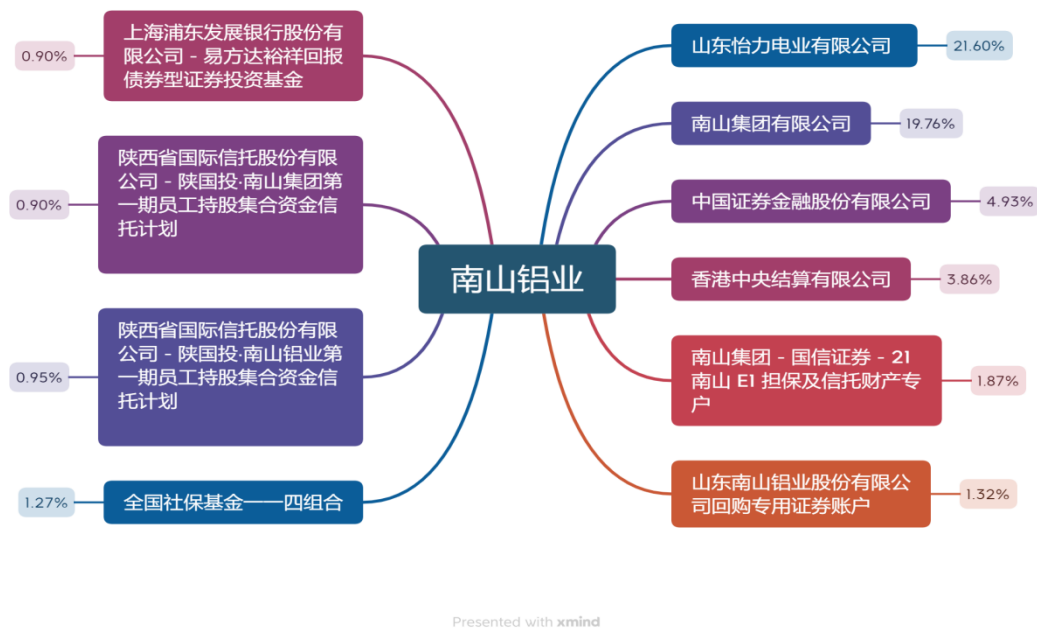 南山铝业
山东怡力电业有限公司
21.60%
南山集团有限公司
19.76%
中国证券金融股份有限公司
4.93%
香港中央结算有限公司
3.86%
南山集团 - 国信证券 - 21
南山 E1 担保及信托财产专
户
1.87%
山东南山铝业股份有限公
司回购专用证券账户
1.32%
全国社保基金一一四组合
1.27%
陕西省国际信托股份有限
公司 - 陕国投·南山铝业第
一期员工持股集合资金信
托计划
0.95%
陕西省国际信托股份有限
公司 - 陕国投·南山集团第
一期员工持股集合资金信
托计划
0.90%
上海浦东发展银行股份有
限公司 - 易方达裕祥回报
债券型证券投资基金
0.90%
Presented with xmind